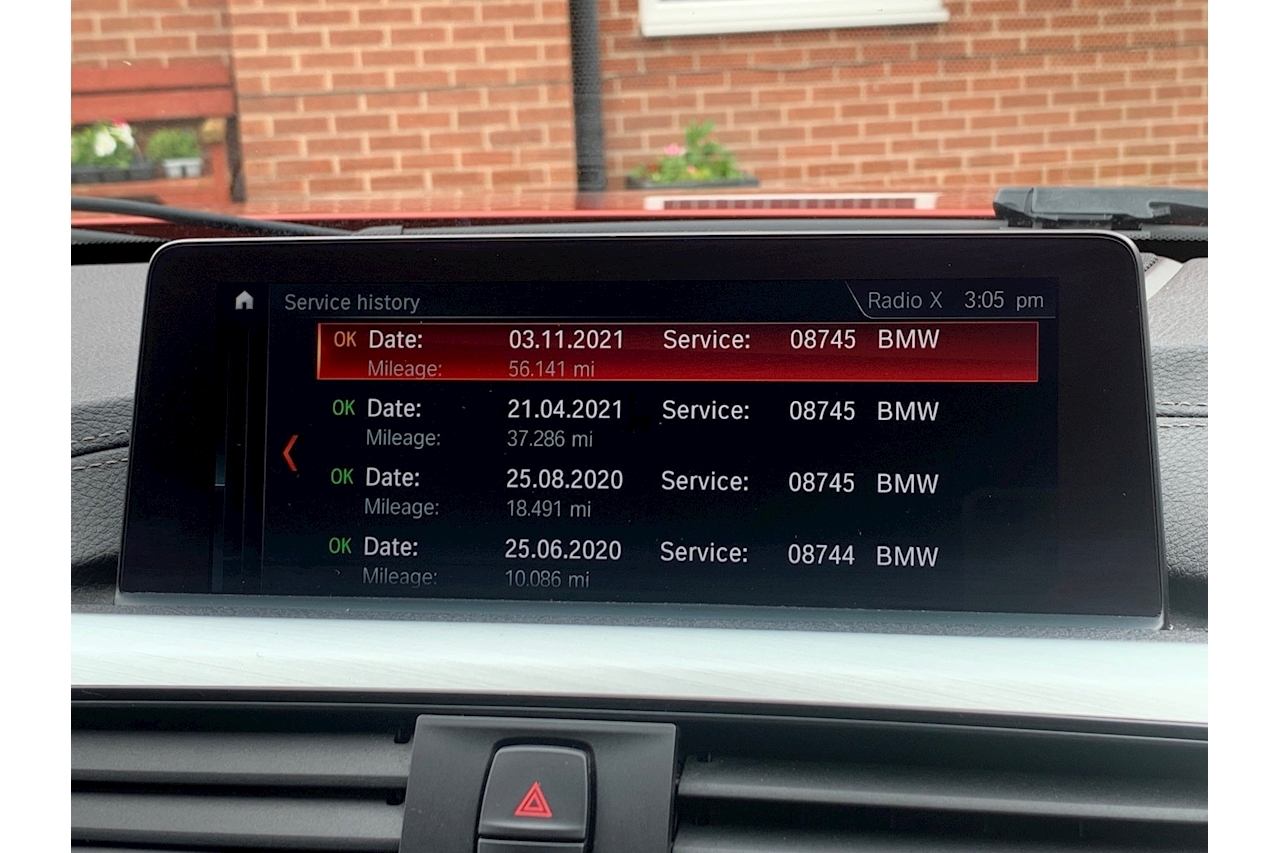 Service history Radio X 3:05 pm
OK Date: 03.11.2021 Service: 08745 BMW
Mileage: 56.141 mi
OK Date: 21.04.2021 Service: 08745 BMW
Mileage: 37.286 mi
OK Date: 25.08.2020 Service: 08745 BMW
Mileage: 18.491 mi
OK Date: 25.06.2020 Service: 08744 BMW
Mileage: 10.086 mi